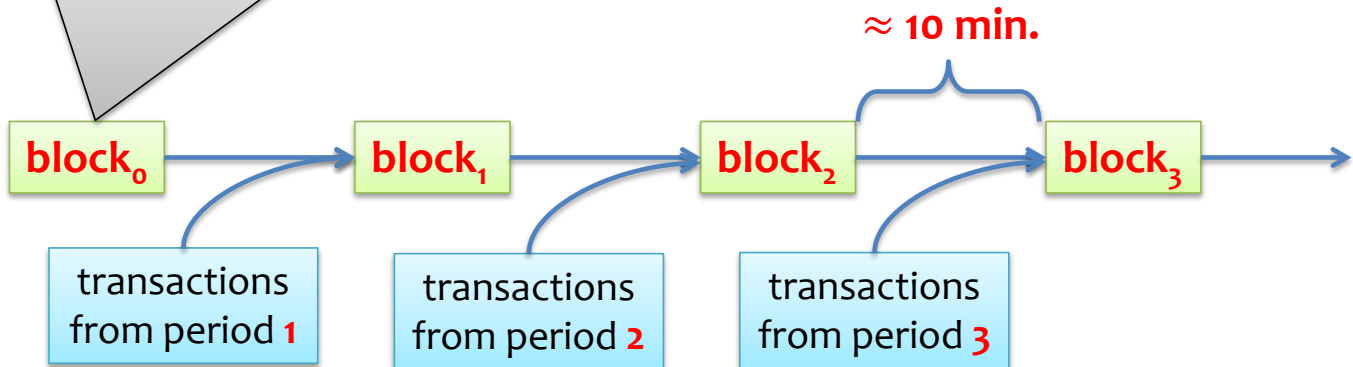 ≈ 10 min.
block₀
block₁
block₂
block₃
transactions
from period 1
transactions
from period 2
transactions
from period 3